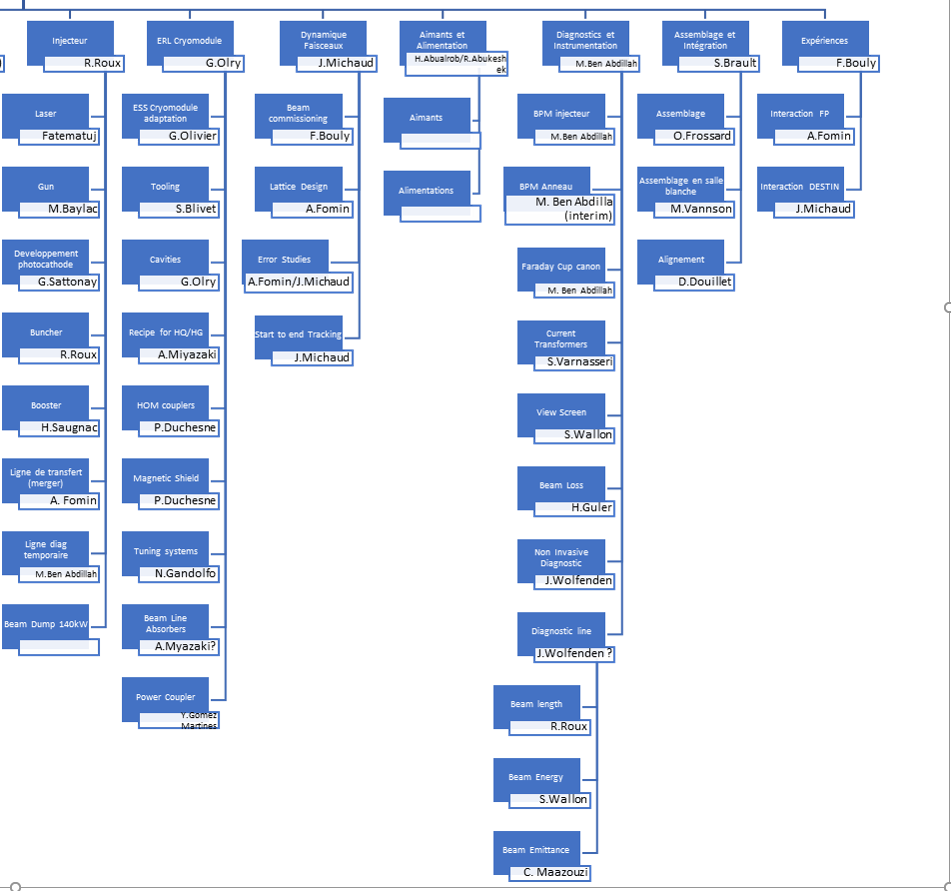 Injecteur
R.Roux
Laser
Fatematuj
Gun
M.Baylac
Developpement
photocathode
G.Sattonay
Buncher
R.Roux
Booster
H.Saugnac
Ligne de transfert
(merger)
A. Fomin
Ligne diag
temporaire
M.Ben Abdillah
Beam Dump 140kW
ERL Cryomodule
G.Olry
ESS Cryomodule
adaptation
G.Olivier
Tooling
S.Blivet
Cavities
G.Olry
Recipe for HQ/HG
A.Miyazaki
HOM couplers
P.Duchesne
Magnetic Shield
P.Duchesne
Tuning systems
N.Gandolfo
Beam Line
Absorbers
A.Myazaki?
Power Coupler
Y.Gomez
Martines
Dynamique
Faisceaux
J.Michaud
Beam
commissioning
F.Bouly
Lattice Design
A.Fomin
Error Studies
A.Fomin/J.Michaud
Start to end Tracking
J.Michaud
Aimants et
Alimentation
H.Abualrob/R.Abukesh
ek
Aimants
Alimentations
Diagnostics et
Instrumentation
M.Ben Abdillah
BPM injecteur
M.Ben Abdillah
BPM Anneau
M. Ben Abdilla
(interim)
Faraday Cup canon
M. Ben Abdillah
Current
Transformers
S.Varnasseri
View Screen
S.Wallon
Beam Loss
H.Guler
Non Invasive
Diagnostic
J.Wolfenden
Diagnostic line
J.Wolfenden ?
Beam length
R.Roux
Beam Energy
S.Wallon
Beam Emittance
C. Maazouzi
Assemblage et
Intégration
S.Brault
Assemblage
O.Frossard
Assemblage en salle
blanche
M.Vannson
Alignement
D.Douillet
Expériences
F.Bouly
Interaction FP
A.Fomin
Interaction DESTIN
J.Michaud